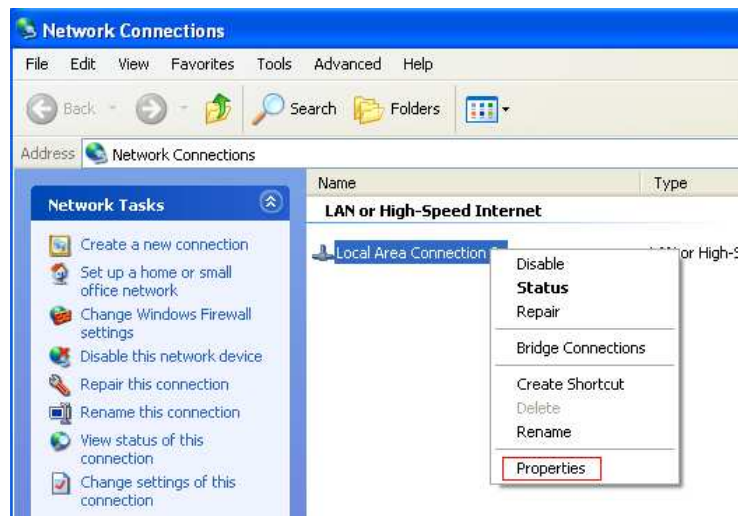 Network Connections
File Edit View Favorites Tools Advanced Help
Back Search Folders
Address Network Connections
Network Tasks
Create a new connection
Set up a home or small
office network
Change Windows Firewall
settings
Disable this network device
Repair this connection
Rename this connection
View status of this
connection
Change settings of this
connection
Name Type
LAN or High-Speed Internet
Local Area Connection or High-S
Disable
Status
Repair
Bridge Connections
Create Shortcut
Delete
Rename
Properties